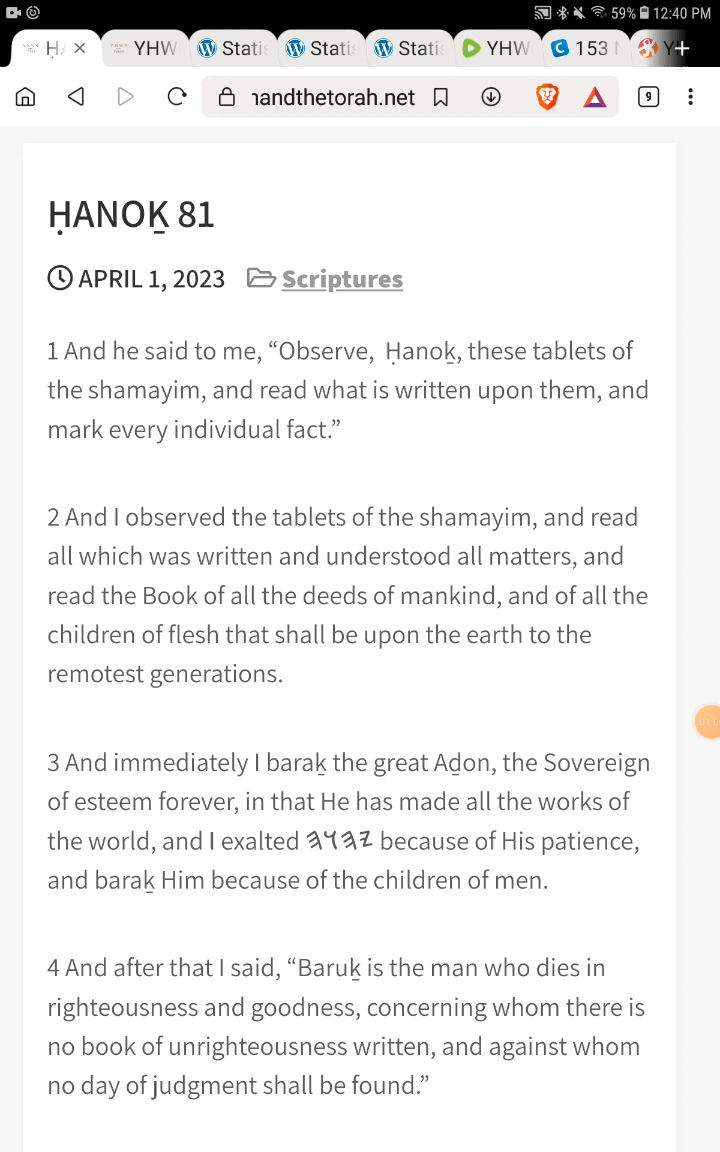 59% 12:40 PM
Ḥ YHW Statis Statis Statis YHW 153 Y
handthetorah.net 9
ḤANOḴ 81
APRIL 1, 2023 Scriptures
1 And he said to me, “Observe,  Ḥanoḵ, these tablets of
the shamayim, and read what is written upon them, and
mark every individual fact.”
2 And I observed the tablets of the shamayim, and read
all which was written and understood all matters, and
read the Book of all the deeds of mankind, and of all the
children of flesh that shall be upon the earth to the
remotest generations.
3 And immediately I baraḵ the great Aḏon, the Sovereign
of esteem forever, in that He has made all the works of
the world, and I exalted 𐤉𐤄𐤅𐤄 because of His patience,
and baraḵ Him because of the children of men.
4 And after that I said, “Baruḵ is the man who dies in
righteousness and goodness, concerning whom there is
no book of unrighteousness written, and against whom
no day of judgment shall be found.”